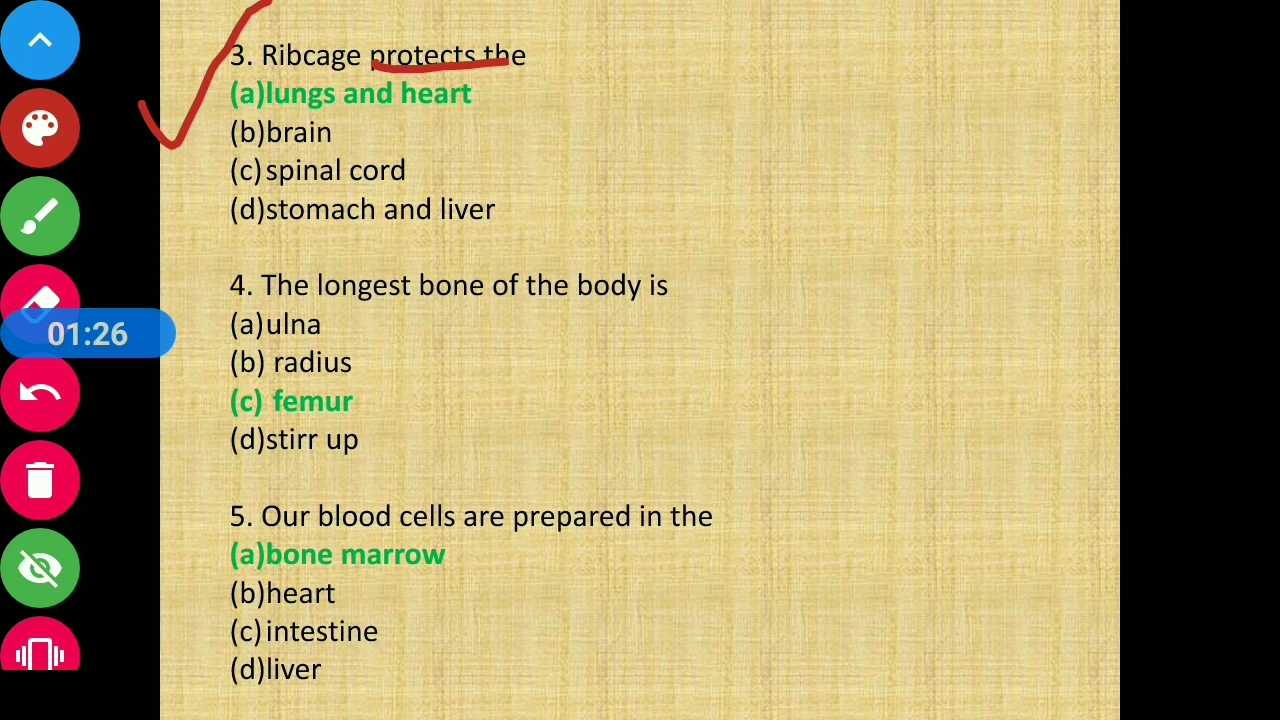 3. Ribcage protects the
(a)lungs and heart
(b)brain
(c)spinal cord
(d)stomach and liver
4. The longest bone of the body is
(a)ulna
(b) radius
(c) femur
(d)stirr up
01:26
5. Our blood cells are prepared in the
(a)bone marrow
(b)heart
(c)intestine
(d)liver